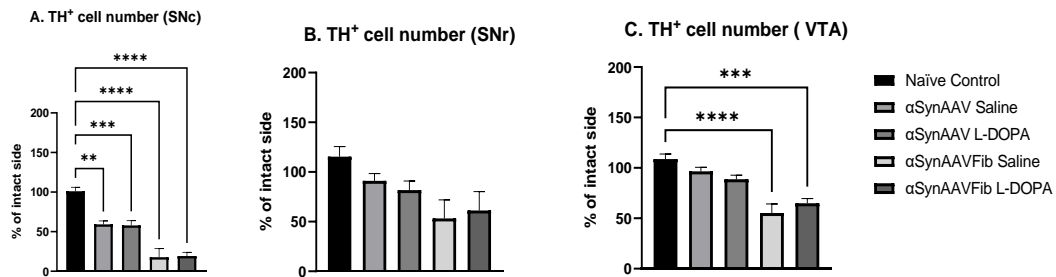 A. TH⁺ cell number (SNc)
% of intact side
200
150
100
50
0
**
***
****
****
B. TH⁺ cell number (SNr)
% of intact side
200
150
100
50
0
C. TH⁺ cell number ( VTA)
% of intact side
200
150
100
50
0
***
****
Naïve Control
αSynAAV Saline
αSynAAV L-DOPA
αSynAAVFib Saline
αSynAAVFib L-DOPA